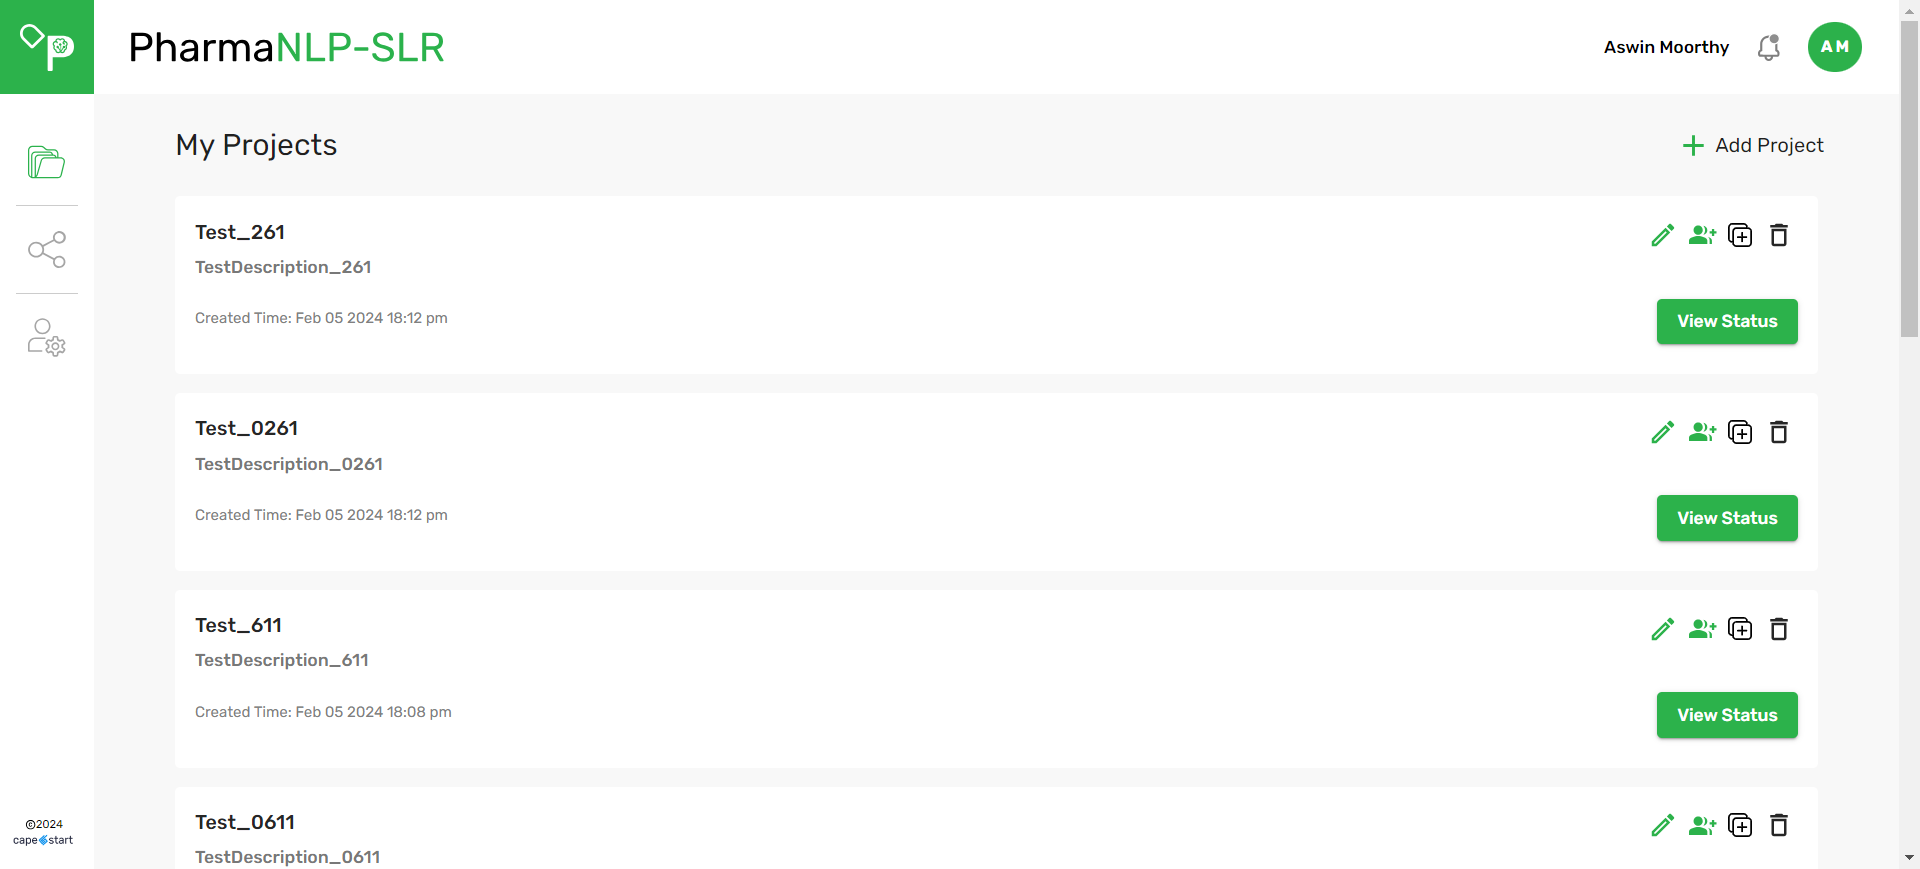 PharmaNLP-SLR
Aswin Moorthy
AM
My Projects
Add Project
Test_261
TestDescription_261
Created Time: Feb 05 2024 18:12 pm
View Status
Test_0261
TestDescription_0261
Created Time: Feb 05 2024 18:12 pm
View Status
Test_611
TestDescription_611
Created Time: Feb 05 2024 18:08 pm
View Status
Test_0611
TestDescription_0611
©2024
capestart